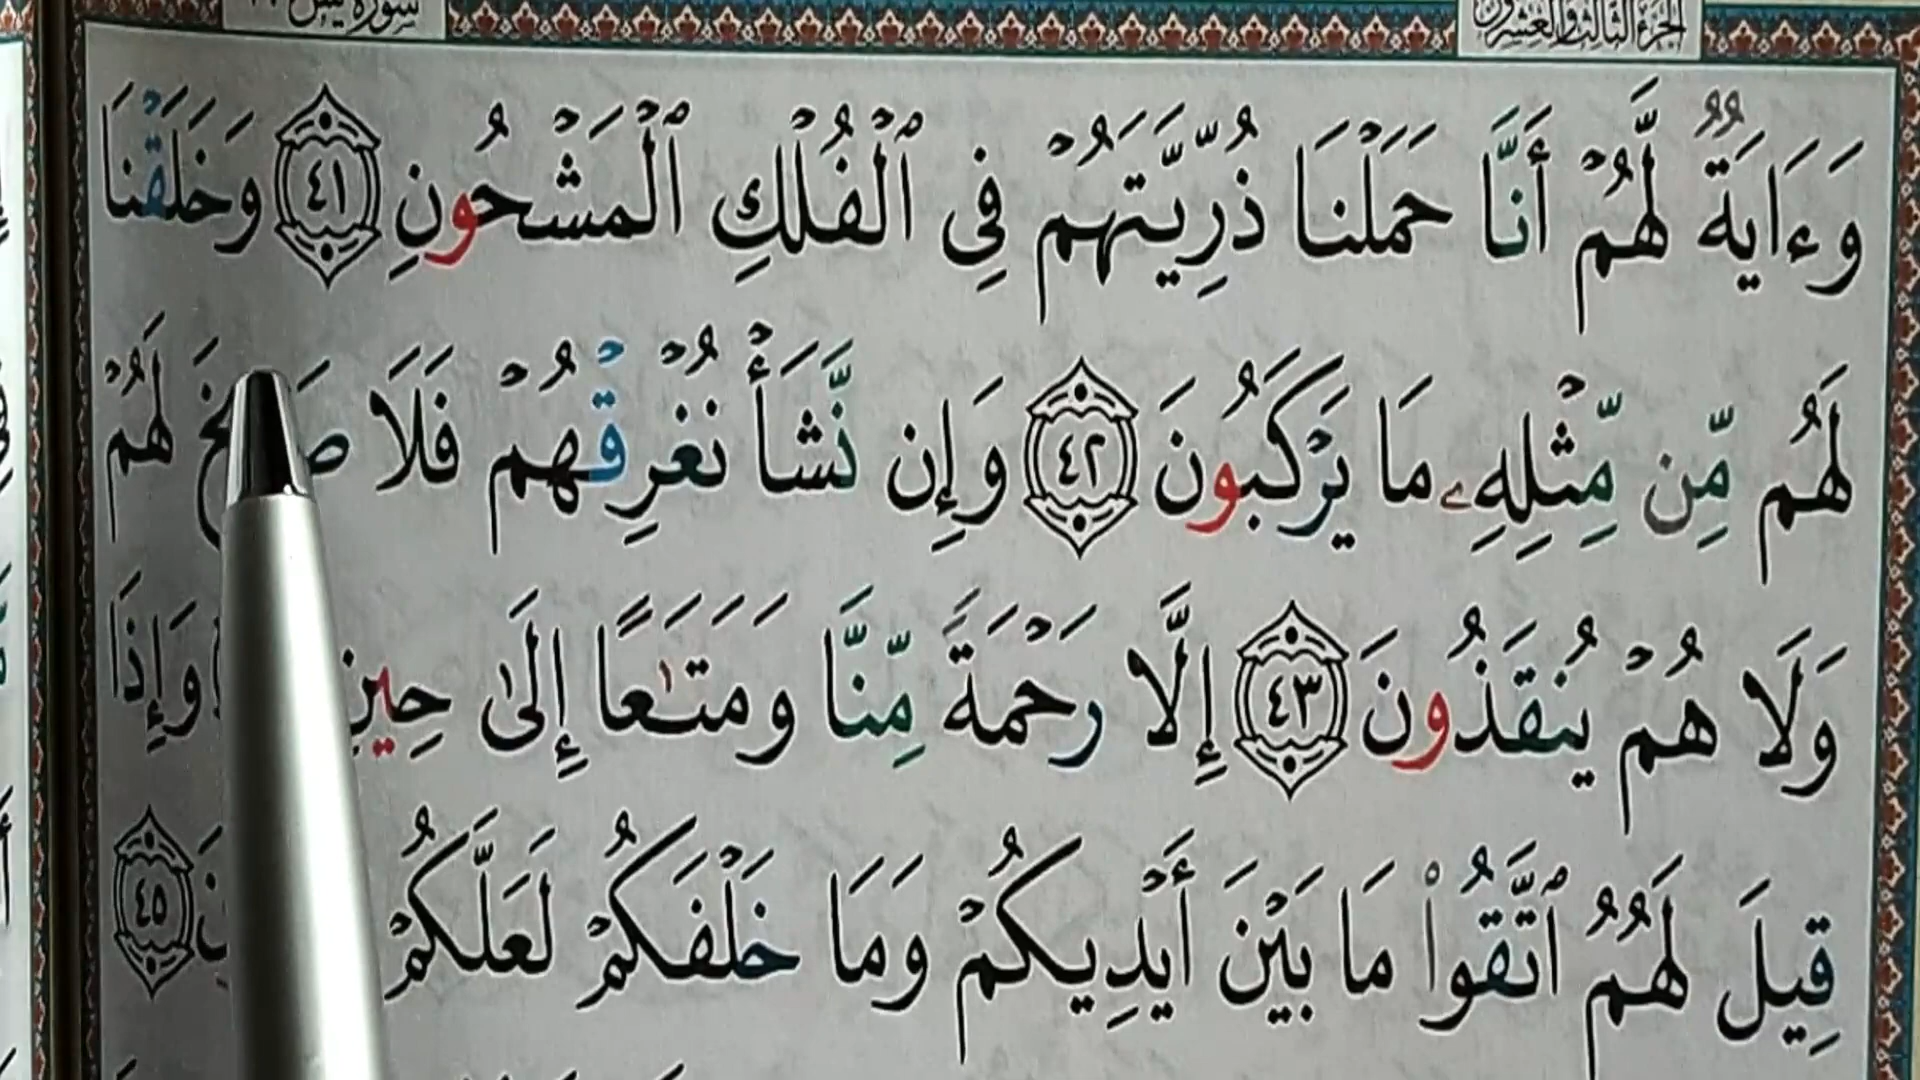 الجزء الثالث والعشرون
سورة يس
وَءَايَةٌ لَّهُمْ أَنَّا حَمَلْنَا ذُرِّيَّتَهُمْ فِى ٱلْفُلْكِ ٱلْمَشْحُونِ ٤١ وَخَلَقْنَا
لَهُم مِّن مِّثْلِهِۦ مَا يَرْكَبُونَ ٤٢ وَإِن نَّشَأْ نُغْرِقْهُمْ فَلَا لَهُمْ
وَلَا هُمْ يُنقَذُونَ ٤٣ إِلَّا رَحْمَةً مِّنَّا وَمَتَـٰعًا إِلَىٰ حِينٍ وَإِذَا
قِيلَ لَهُمُ ٱتَّقُوا۟ مَا بَيْنَ أَيْدِيكُمْ وَمَا خَلْفَكُمْ لَعَلَّكُمْ ٤٥